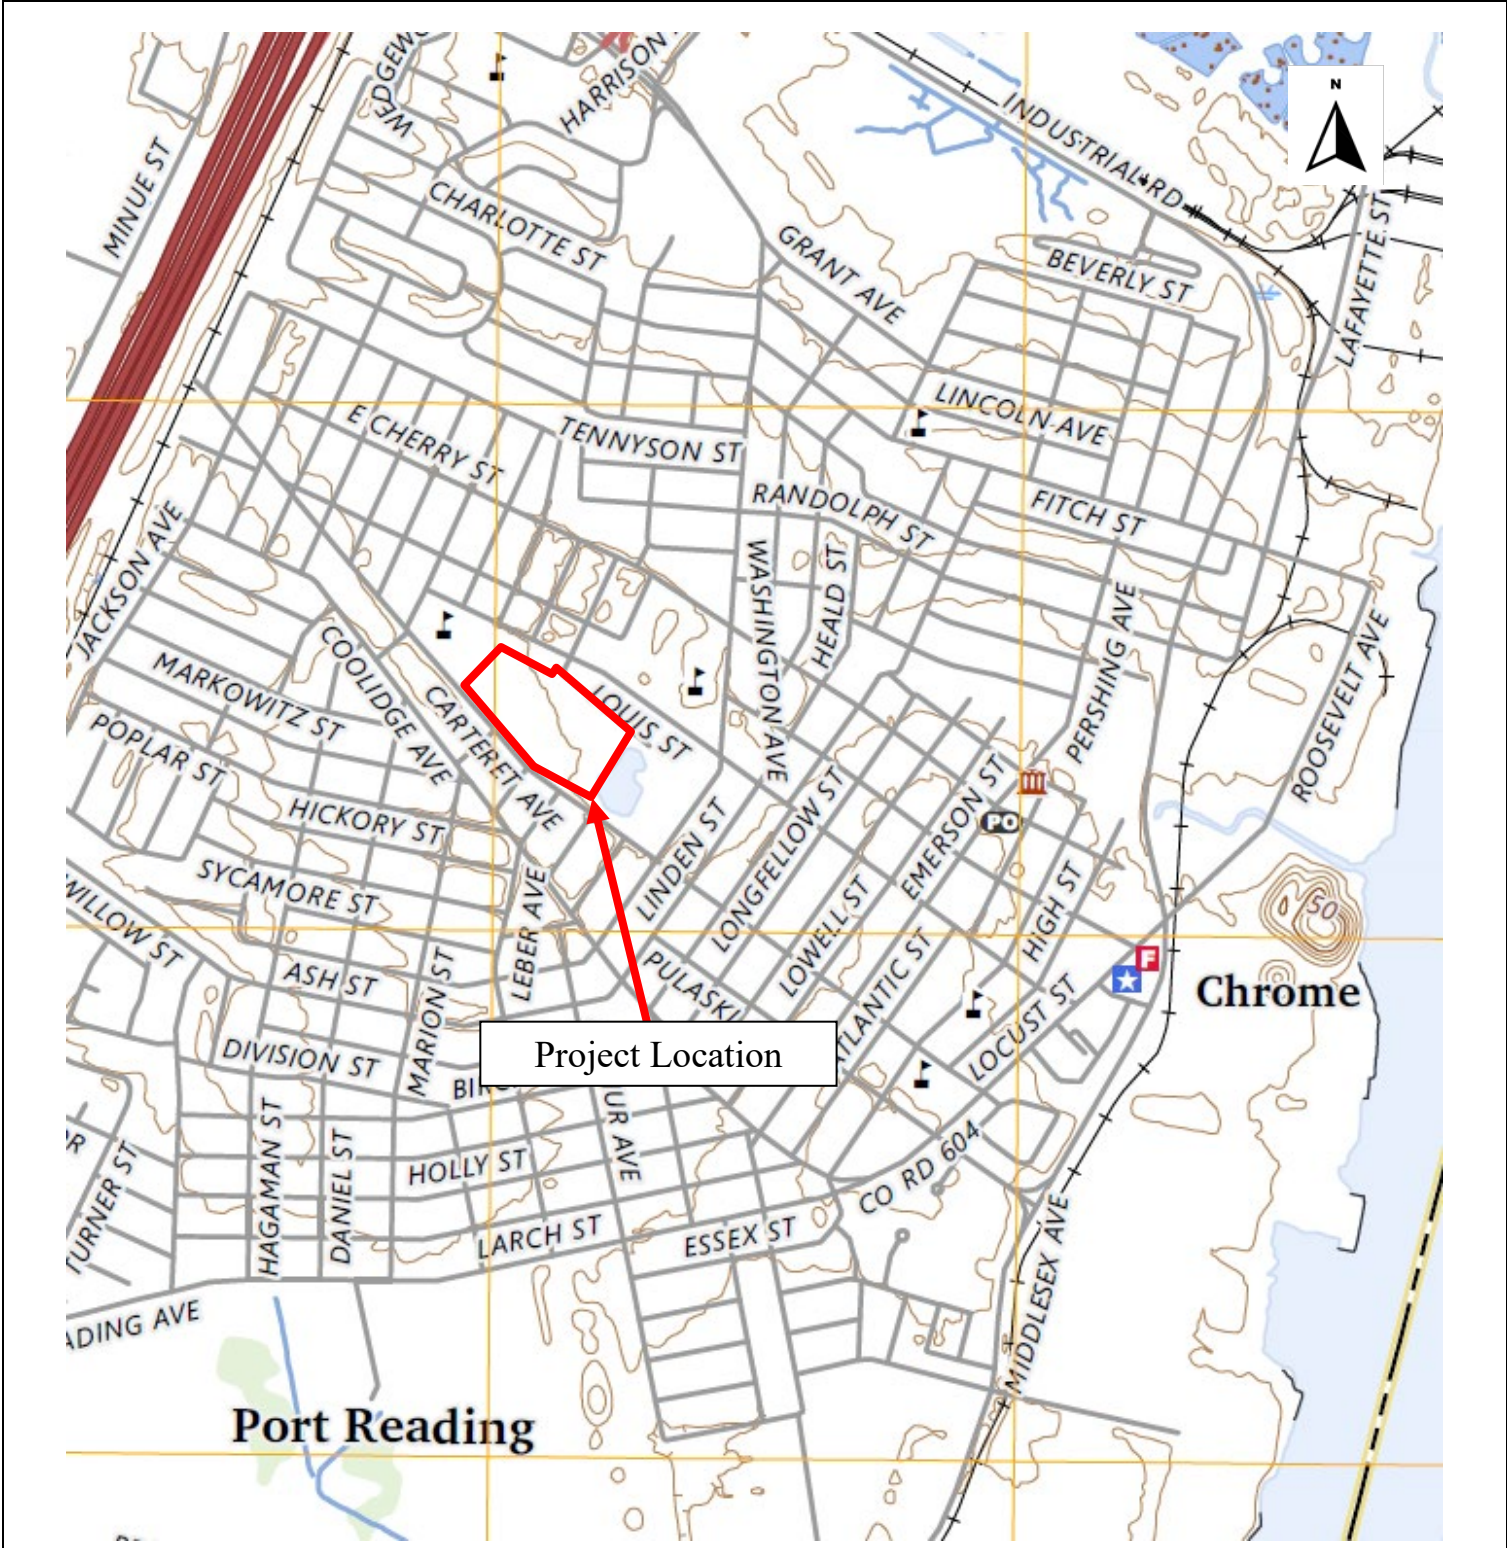 WEDGEWO
HARRISON
N
INDUSTRIAL RD
MINUE ST
CHARLOTTE ST
GRANT AVE
BEVERLY ST
LAFAYETTE ST
LINCOLN AVE
E CHERRY ST
TENNYSON ST
RANDOLPH ST
FITCH ST
JACKSON AVE
WASHINGTON AVE
HEALD ST
PERSHING AVE
ROOSEVELT AVE
COOLIDGE AVE
MARKOWITZ ST
CARTERET AVE
LOUIS ST
POPLAR ST
HICKORY ST
LINDEN ST
LONGFELLOW ST
EMERSON ST
PO
SYCAMORE ST
LOWELL ST
HIGH ST
50
WILLOW ST
LEBER AVE
ASH ST
MARION ST
PULASKI
ATLANTIC ST
F
LOCUST ST
Chrome
Project Location
DIVISION ST
BIR
UR AVE
HAGAMAN ST
DANIEL ST
HOLLY ST
CO RD 604
OR
TURNER ST
LARCH ST
ESSEX ST
MIDDLESEX AVE
ADING AVE
Port Reading